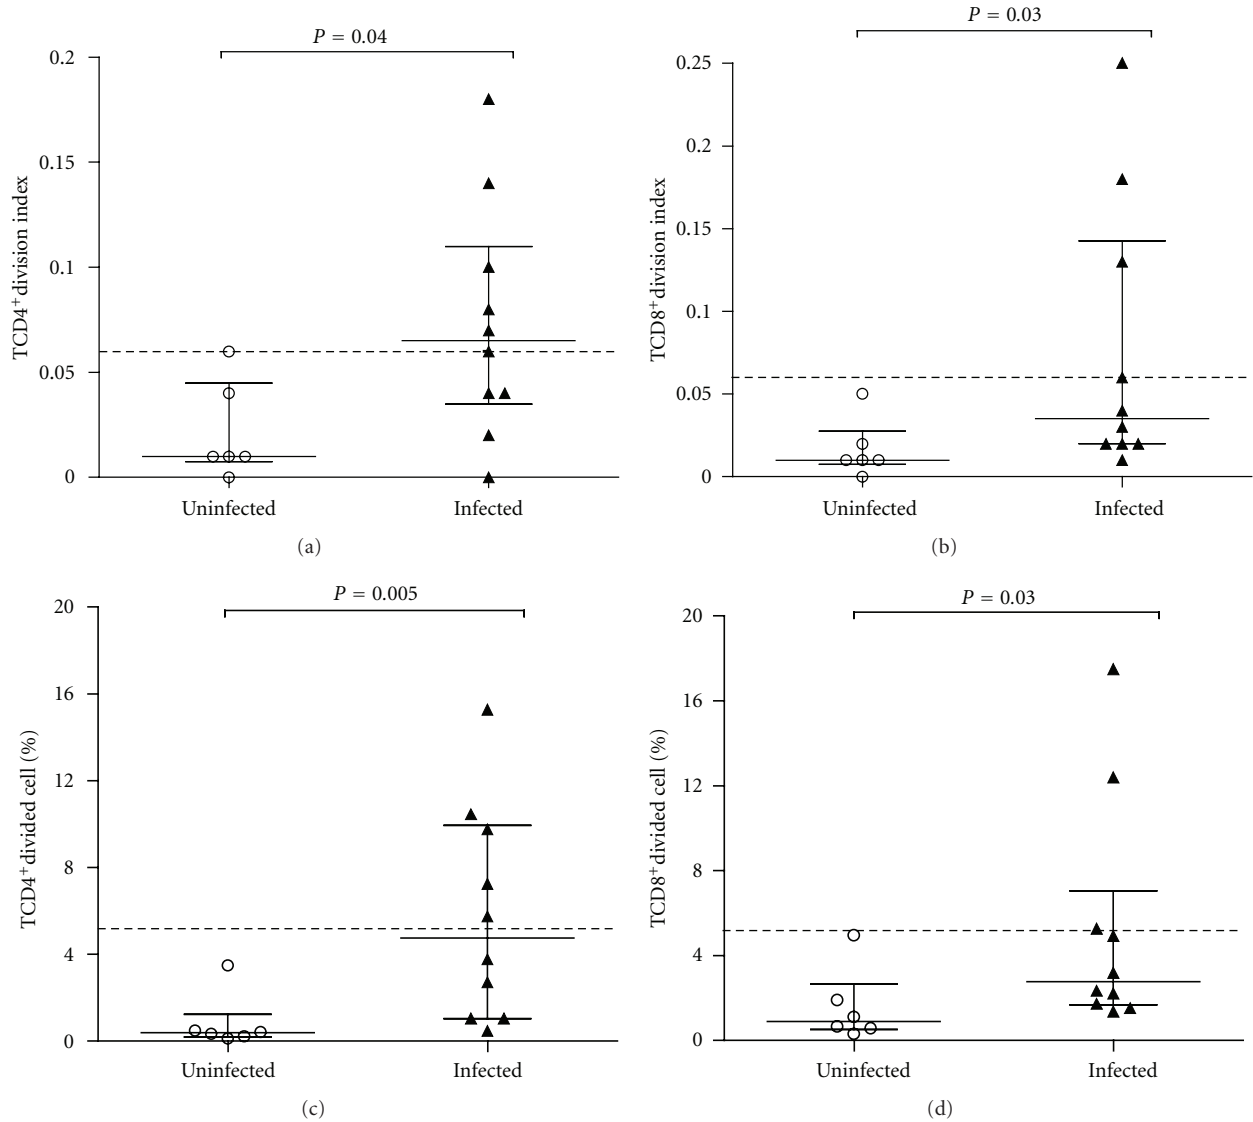 P = 0.04
0.2
0.15
0.1
0.05
0
TCD4+ division index
Uninfected
Infected
(a)
P = 0.03
0.25
0.2
0.15
0.1
0.05
0
TCD8+ division index
Uninfected
Infected
(b)
P = 0.005
20
16
12
8
4
0
TCD4+ divided cell (%)
Uninfected
Infected
(c)
P = 0.03
20
16
12
8
4
0
TCD8+ divided cell (%)
Uninfected
Infected
(d)